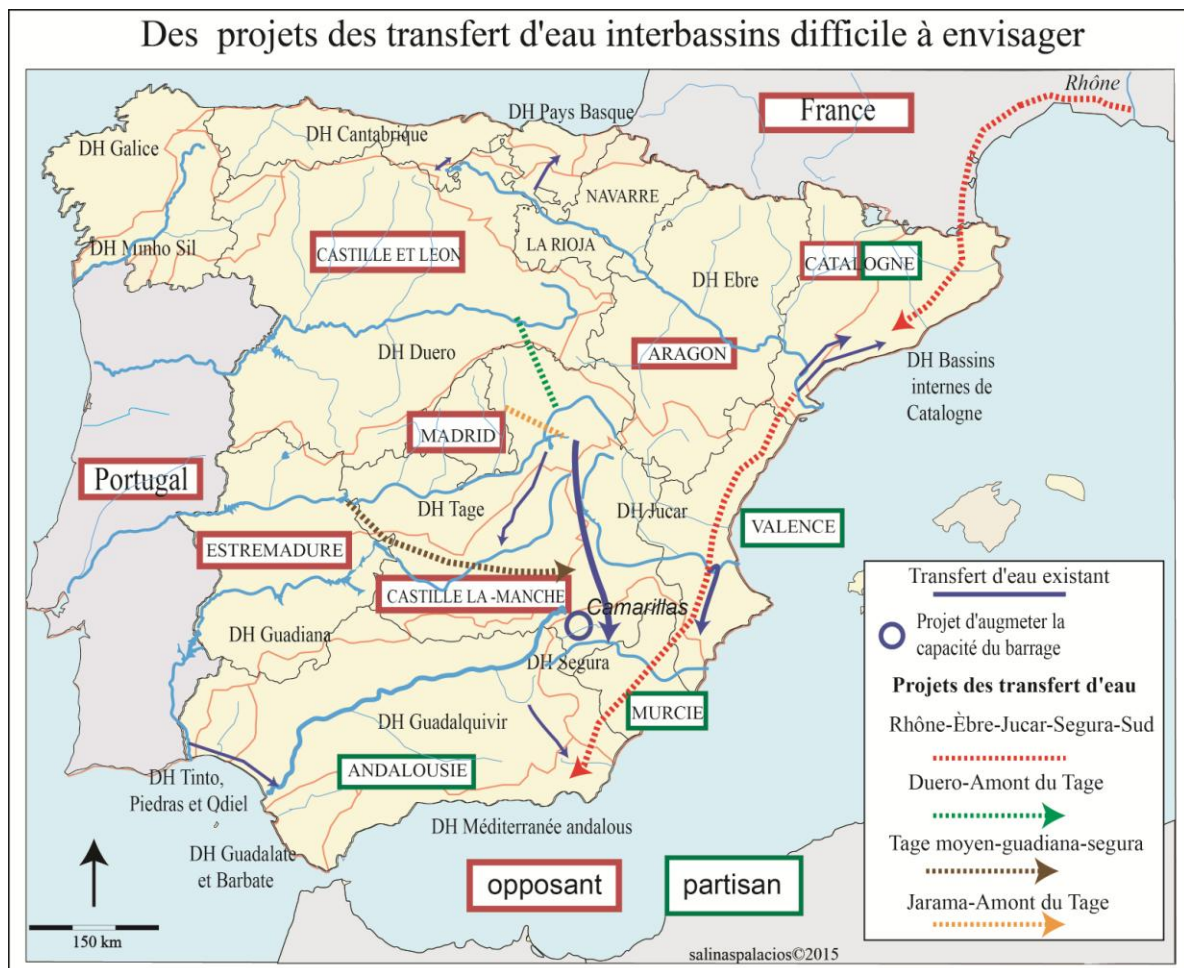 Des projets des transfert d'eau interbassins difficile à envisager
Rhône
DH Pays Basque
France
DH Cantabrique
DH Galice
NAVARRE
DH Minho Sil
CASTILLE ET LEON
LA RIOJA
CATALOGNE
DH Ebre
DH Duero
ARAGON
DH Bassins
internes de
Catalogne
MADRID
Portugal
DH Tage
DH Jucar
VALENCE
ESTREMADURE
CASTILLE LA -MANCHE
Camarillas
DH Guadiana
DH Segura
MURCIE
DH Guadalquivir
ANDALOUSIE
DH Tinto,
Piedras et Qdiel
DH Méditerranée andalous
DH Guadalate
et Barbate
opposant
partisan
150 km
salinaspalacios©2015
Transfert d'eau existant
Projet d'augmeter la
capacité du barrage
Projets des transfert d'eau
Rhône-Èbre-Jucar-Segura-Sud
Duero-Amont du Tage
Tage moyen-guadiana-segura
Jarama-Amont du Tage